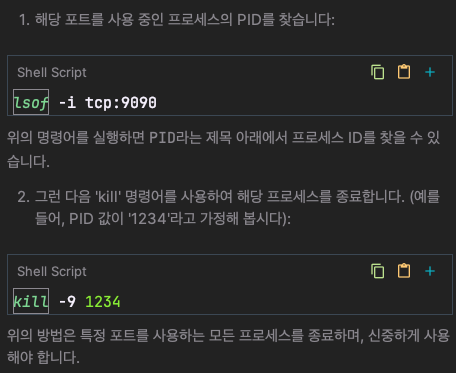 1. 해당 포트를 사용 중인 프로세스의 PID를 찾습니다:
Shell Script
lsof -i tcp:9090
위의 명령어를 실행하면 PID라는 제목 아래에서 프로세스 ID를 찾을 수 있
습니다.
2. 그런 다음 'kill' 명령어를 사용하여 해당 프로세스를 종료합니다. (예를
들어, PID 값이 '1234'라고 가정해 봅시다):
Shell Script
kill -9 1234
위의 방법은 특정 포트를 사용하는 모든 프로세스를 종료하며, 신중하게 사용
해야 합니다.